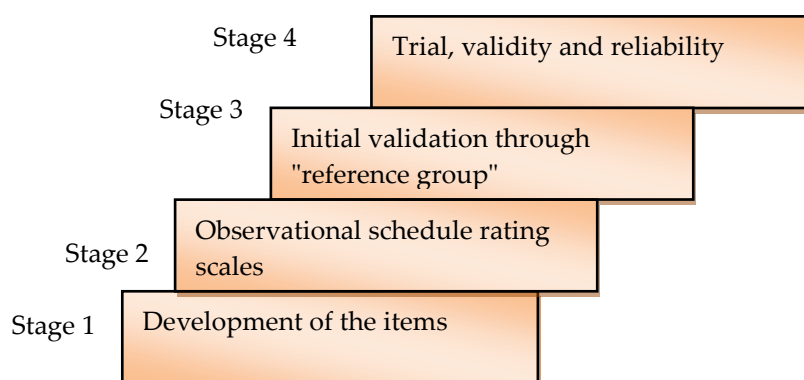 Stage 4
Trial, validity and reliability
Stage 3
Initial validation through
"reference group"
Stage 2
Observational schedule rating
scales
Stage 1
Development of the items